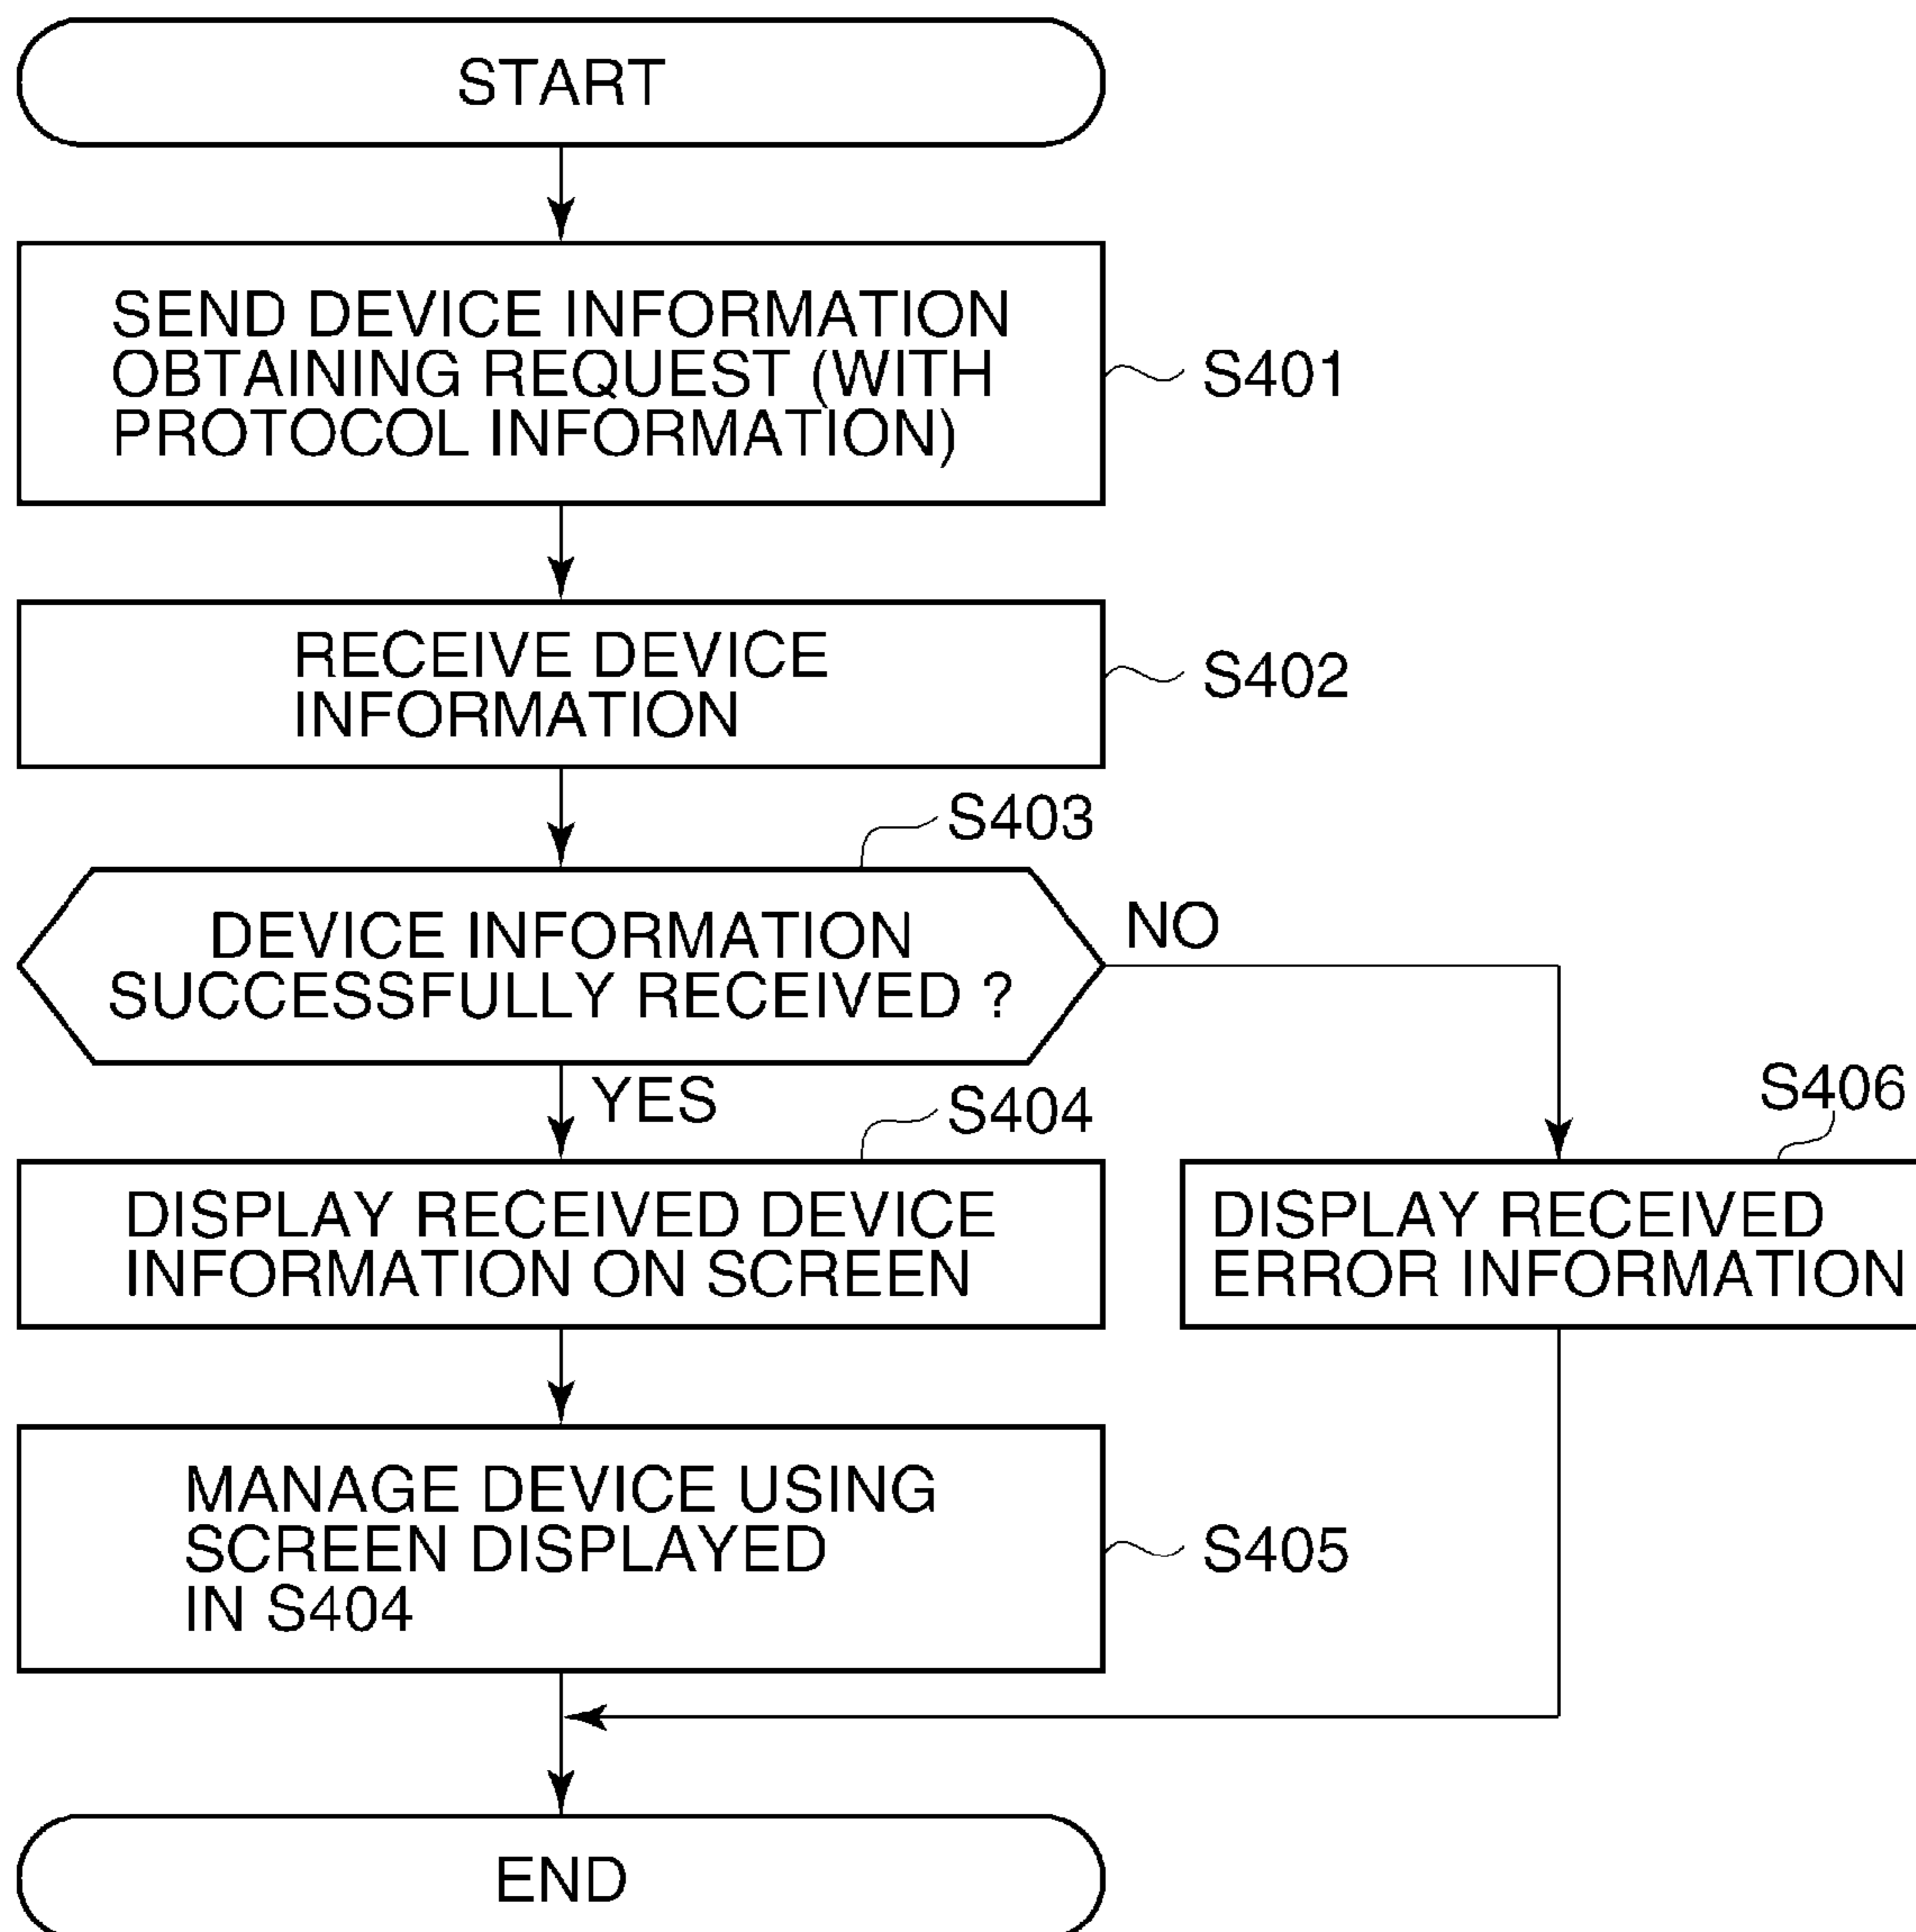 START
SEND DEVICE INFORMATION
OBTAINING REQUEST (WITH
PROTOCOL INFORMATION)
S401
RECEIVE DEVICE
INFORMATION
S402
S403
DEVICE INFORMATION
SUCCESSFULLY RECEIVED ?
NO
YES
S404
S406
DISPLAY RECEIVED DEVICE
INFORMATION ON SCREEN
DISPLAY RECEIVED
ERROR INFORMATION
MANAGE DEVICE USING
SCREEN DISPLAYED
IN S404
S405
END